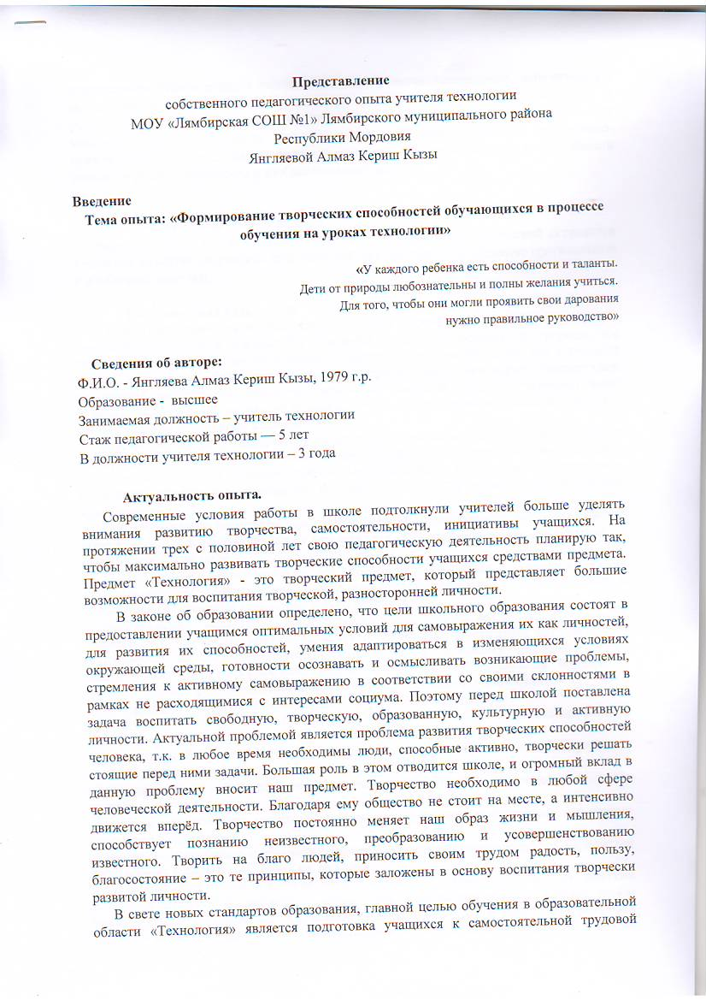 Представление
собственного педагогического опыта учителя технологии
МОУ «Лямбирская СОШ №1» Лямбирского муниципального района
Республики Мордовия
Янгляевой Алмаз Кериш Кызы
Введение
Тема опыта: «Формирование творческих способностей обучающихся в процессе
обучения на уроках технологии»
«У каждого ребенка есть способности и таланты.
Дети от природы любознательны и полны желания учиться.
Для того, чтобы они могли проявить свои дарования
нужно правильное руководство»
Сведения об авторе:
Ф.И.О. - Янгляева Алмаз Кериш Кызы, 1979 г.р.
Образование - высшее
Занимаемая должность – учитель технологии
Стаж педагогической работы — 5 лет
В должности учителя технологии – 3 года
Актуальность опыта.
Современные условия работы в школе подтолкнули учителей больше уделять
внимания развитию творчества, самостоятельности, инициативы учащихся. На
протяжении трех с половиной лет свою педагогическую деятельность планирую так,
чтобы максимально развивать творческие способности учащихся средствами предмета.
Предмет «Технология» - это творческий предмет, который представляет большие
возможности для воспитания творческой, разносторонней личности.
В законе об образовании определено, что цели школьного образования состоят в
предоставлении учащимся оптимальных условий для самовыражения их как личностей,
для развития их способностей, умения адаптироваться в изменяющихся условиях
окружающей среды, готовности осознавать и осмысливать возникающие проблемы,
стремления к активному самовыражению в соответствии со своими склонностями в
рамках не расходящимися с интересами социума. Поэтому перед школой поставлена
задача воспитать свободную, творческую, образованную, культурную и активную
личности. Актуальной проблемой является проблема развития творческих способностей
человека, т.к. в любое время необходимы люди, способные активно, творчески решать
стоящие перед ними задачи. Большая роль в этом отводится школе, и огромный вклад в
данную проблему вносит наш предмет. Творчество необходимо в любой сфере
человеческой деятельности. Благодаря ему общество не стоит на месте, а интенсивно
движется вперёд. Творчество постоянно меняет наш образ жизни и мышления,
способствует познанию неизвестного, преобразованию и усовершенствованию
известного. Творить на благо людей, приносить своим трудом радость, пользу,
благосостояние – это те принципы, которые заложены в основу воспитания творчески
развитой личности.
В свете новых стандартов образования, главной целью обучения в образовательной
области «Технология» является подготовка учащихся к самостоятельной трудовой